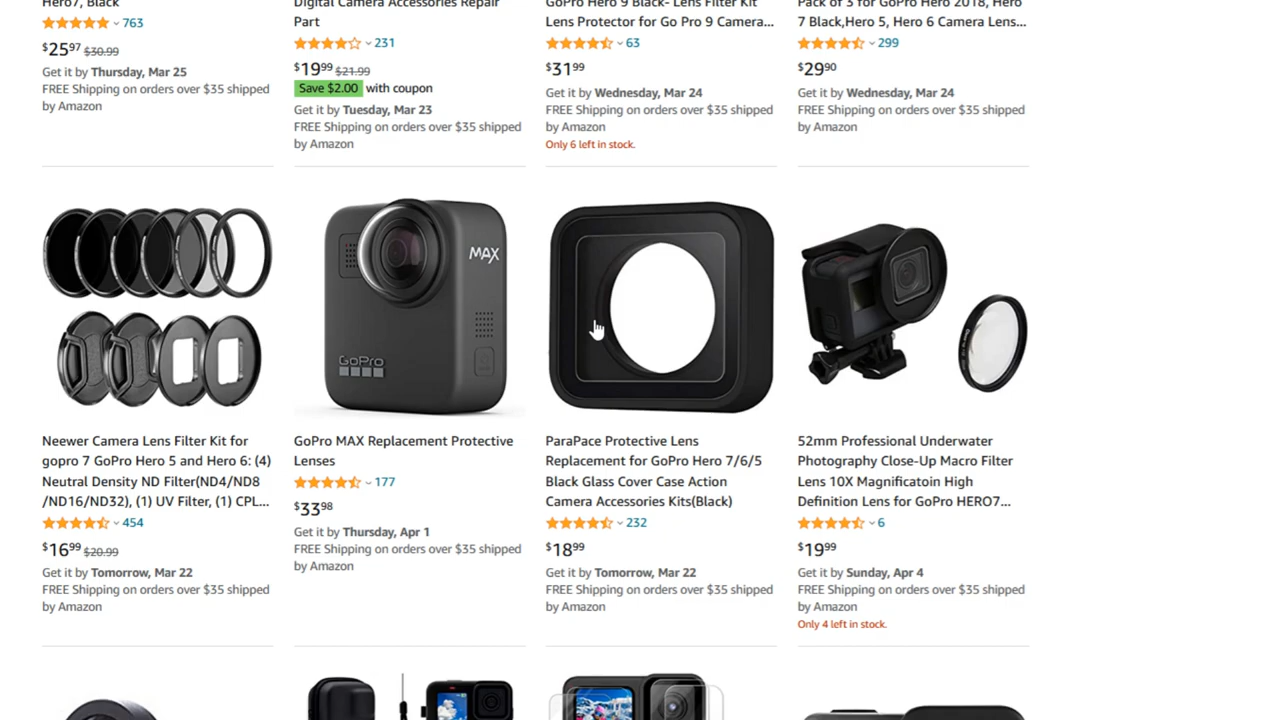 Hero7, Black
763
$25 97 $30.99
Get it by Thursday, Mar 25
FREE Shipping on orders over $35 shipped
by Amazon
Digital Camera Accessories Repair
Part
231
$19 99 $21.99
Save $2.00 with coupon
Get it by Tuesday, Mar 23
FREE Shipping on orders over $35 shipped
by Amazon
GoPro Hero 9 Black- Lens Filter Kit
Lens Protector for Go Pro 9 Camera...
63
$31 99
Get it by Wednesday, Mar 24
FREE Shipping on orders over $35 shipped
by Amazon
Only 6 left in stock.
Pack of 3 for GoPro Hero 2018, Hero
7 Black,Hero 5, Hero 6 Camera Lens...
299
$29 90
Get it by Wednesday, Mar 24
FREE Shipping on orders over $35 shipped
by Amazon
MAX
GoPro
Neewer Camera Lens Filter Kit for
gopro 7 GoPro Hero 5 and Hero 6: (4)
Neutral Density ND Filter(ND4/ND8
/ND16/ND32), (1) UV Filter, (1) CPL...
454
$16 99 $20.99
Get it by Tomorrow, Mar 22
FREE Shipping on orders over $35 shipped
by Amazon
GoPro MAX Replacement Protective
Lenses
177
$33 98
Get it by Thursday, Apr 1
FREE Shipping on orders over $35 shipped
by Amazon
ParaPace Protective Lens
Replacement for GoPro Hero 7/6/5
Black Glass Cover Case Action
Camera Accessories Kits(Black)
232
$18 99
Get it by Tomorrow, Mar 22
FREE Shipping on orders over $35 shipped
by Amazon
52mm Professional Underwater
Photography Close-Up Macro Filter
Lens 10X Magnificatoin High
Definition Lens for GoPro HERO7...
6
$19 99
Get it by Sunday, Apr 4
FREE Shipping on orders over $35 shipped
by Amazon
Only 4 left in stock.